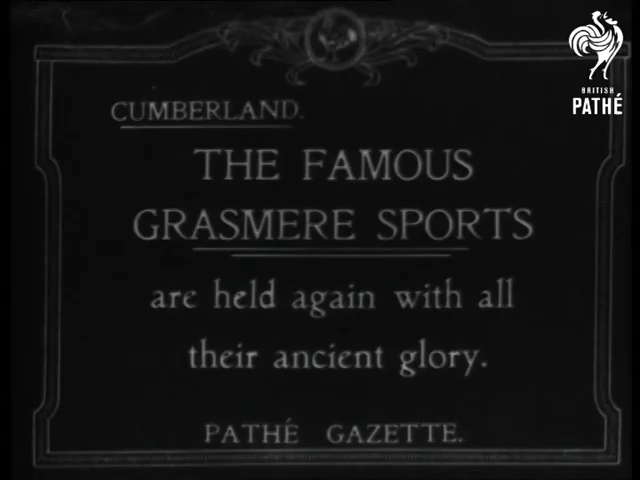 BRITISH
PATHÉ
CUMBERLAND.
THE FAMOUS
GRASMERE SPORTS
are held again with all
their ancient glory.
PATHÉ GAZETTE.